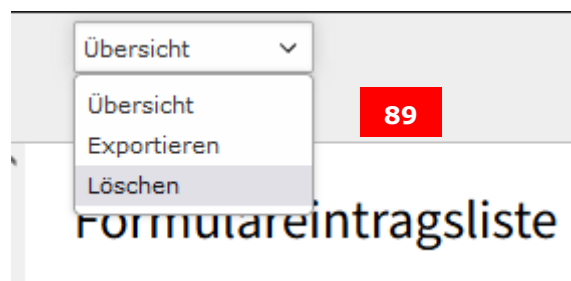 Übersicht
Übersicht
Exportieren
Löschen
89
Formulareintragsliste